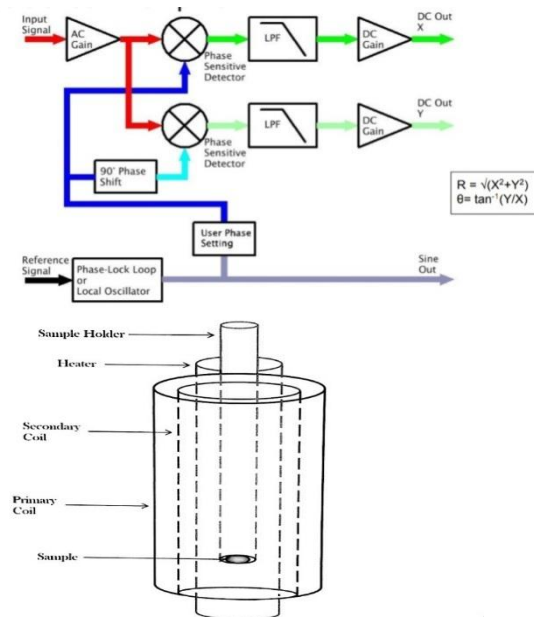 Input
Signal
AC
Gain
Phase
Sensitive
Detector
LPF
DC
Gain
DC Out
X
Phase
Sensitive
Detector
LPF
DC
Gain
DC Out
Y
90° Phase
Shift
R = √(X²+Y²)
θ= tan⁻¹(Y/X)
User Phase
Setting
Reference
Signal
Phase-Lock Loop
or
Local Oscillator
Sine
Out
Sample Holder
Heater
Secondary
Coil
Primary
Coil
Sample